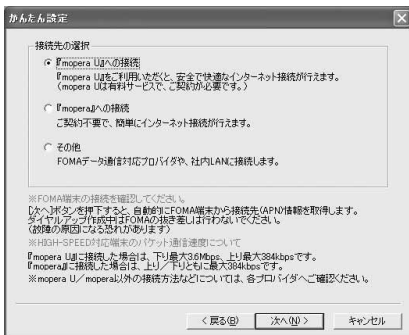 かんたん設定
接続先の選択
『mopera U』への接続
『mopera U』をご利用いただくと、安全で快適なインターネット接続が行えます。
(mopera Uは有料サービスで、ご契約が必要です。)
『mopera』への接続
ご契約不要で、簡単にインターネット接続が行えます。
その他
FOMAデータ通信対応プロバイダや、社内LANに接続します。
※FOMA端末の接続を確認してください。
[次へ]ボタンを押下すると、自動的にFOMA端末から接続先(APN)情報を取得します。
ダイヤルアップ作成中はFOMAの抜き差しは行わないでください。
(故障の原因になる恐れがあります)
※HIGH-SPEED対応端末のパケット通信速度について
『mopera U』に接続した場合は、下り最大3.6Mbps、上り最大384kbpsです。
『mopera』に接続した場合は、上り/下りともに最大384kbpsです。
※mopera U/mopera以外の接続方法などについては、各プロバイダへご確認ください。
< 戻る(B)
次へ(N) >
キャンセル